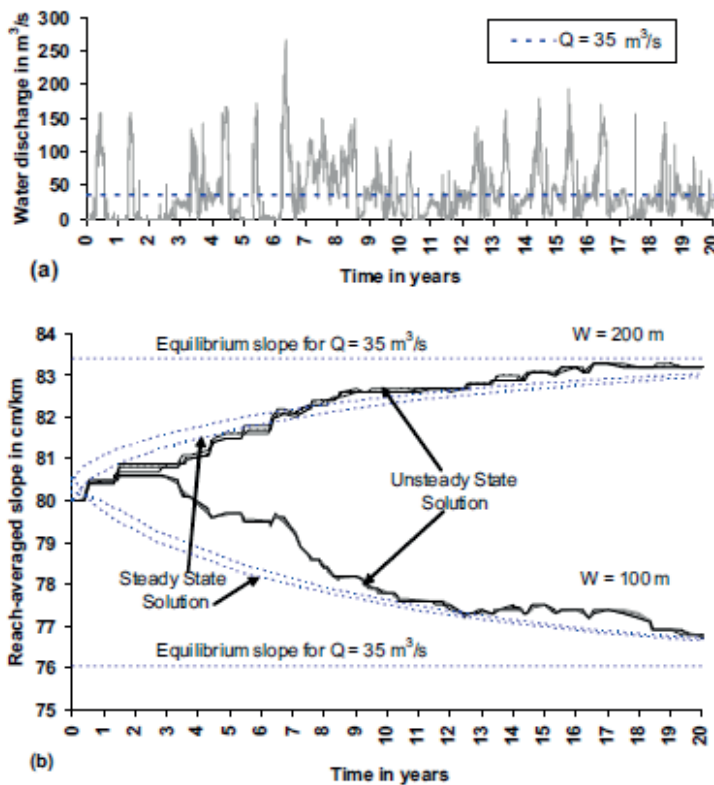 Water discharge in m³/s
300
250
200
150
100
50
0
Q = 35 m³/s
0 1 2 3 4 5 6 7 8 9 10 11 12 13 14 15 16 17 18 19 20
(a)
Time in years
Reach-averaged slope in cm/km
84
83
82
81
80
79
78
77
76
75
Equilibrium slope for Q = 35 m³/s
W = 200 m
Unsteady State
Solution
Steady State
Solution
W = 100 m
Equilibrium slope for Q = 35 m³/s
0 1 2 3 4 5 6 7 8 9 10 11 12 13 14 15 16 17 18 19 20
(b)
Time in years